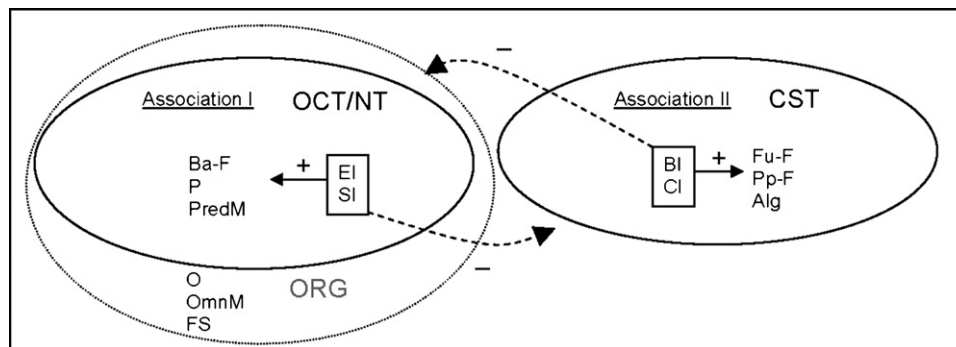 Association I OCT/NT
Ba-F
P
PredM
+
EI
SI
–
O
OmnM
FS
ORG
–
Association II CST
BI
CI
+
Fu-F
Pp-F
Alg